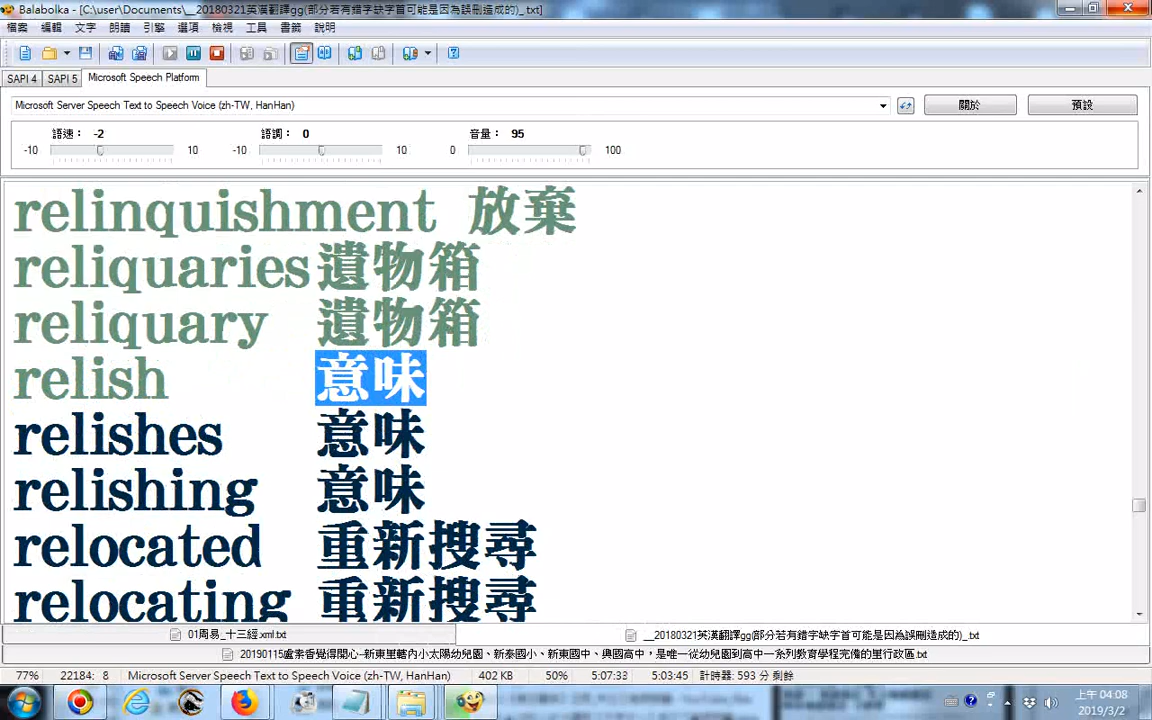 Balabolka - [C:\user\Documents\__20180321英漢翻譯gg(部分若有錯字缺字首可能是因為誤刪造成的)_.txt]
檔案 編輯 文字 朗讀 引擎 選項 檢視 工具 書籤 說明
SAPI 4 SAPI 5 Microsoft Speech Platform
Microsoft Server Speech Text to Speech Voice (zh-TW, HanHan) 關於 預設
語速： -2 語調： 0 音量： 95
-10 10 -10 10 0 100
relinquishment 放棄
reliquaries 遺物箱
reliquary 遺物箱
relish 意味
relishes 意味
relishing 意味
relocated 重新搜尋
relocating 重新搜尋
01周易_十三經.xml.txt __20180321英漢翻譯gg(部分若有錯字缺字首可能是因為誤刪造成的)_.txt
20190115盧素香覺得開心-新東里轄內小太陽幼兒園、新泰國小、新東國中、興國高中，是唯一從幼兒園到高中一系列教育學程完備的里行政區.txt
77% 22184: 8 Microsoft Server Speech Text to Speech Voice (zh-TW, HanHan) 402 KB 50% 5:07:33 5:03:45 計時器: 593 分 剩餘
上午 04:08
2019/3/2